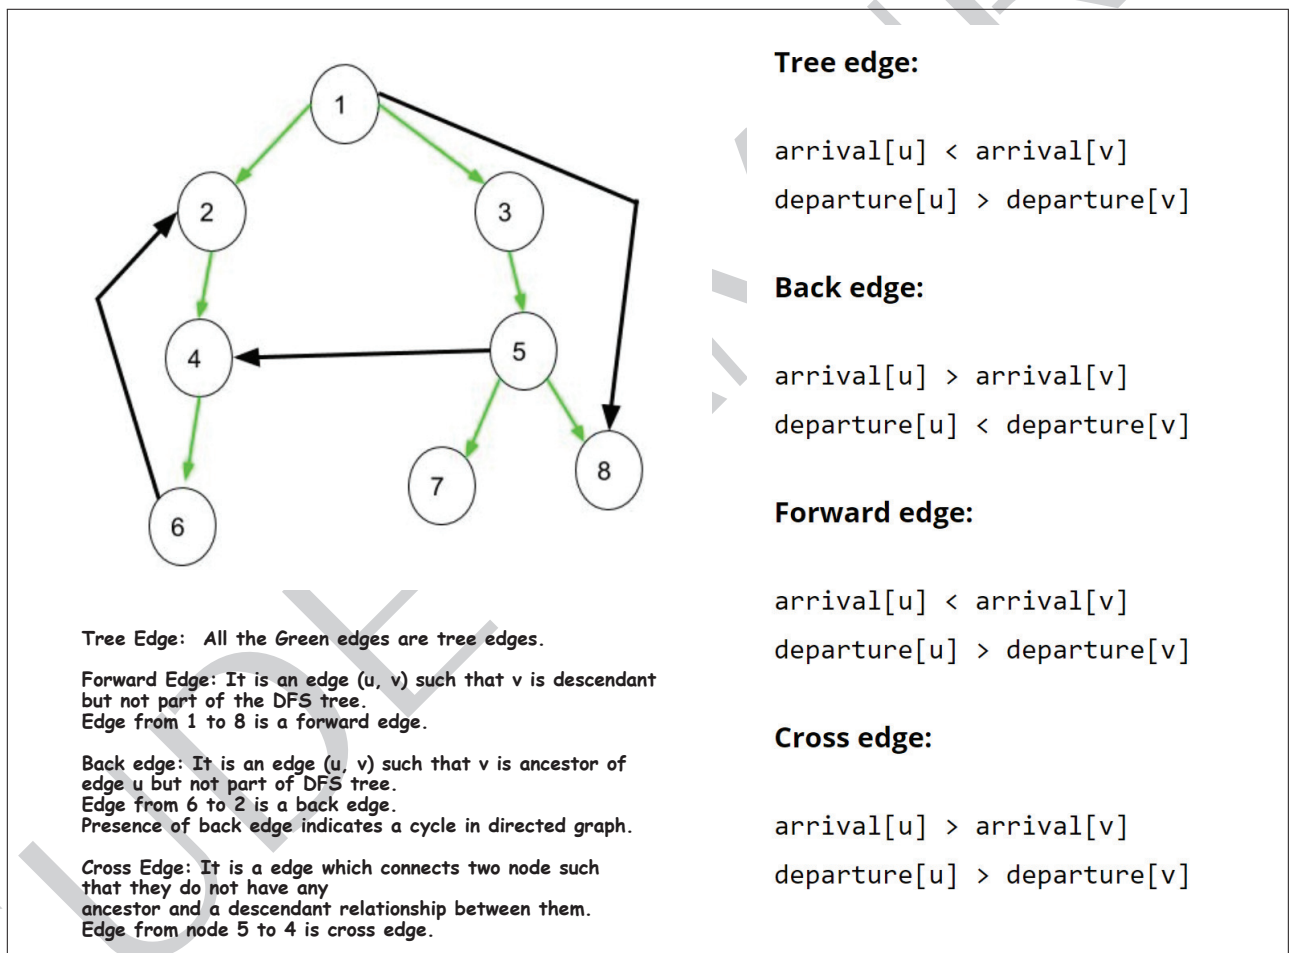 1
2
3
4
5
6
7
8
Tree Edge:  All the Green edges are tree edges.
Forward Edge: It is an edge (u, v) such that v is descendant
but not part of the DFS tree.
Edge from 1 to 8 is a forward edge.
Back edge: It is an edge (u, v) such that v is ancestor of
edge u but not part of DFS tree.
Edge from 6 to 2 is a back edge.
Presence of back edge indicates a cycle in directed graph.
Cross Edge: It is a edge which connects two node such
that they do not have any
ancestor and a descendant relationship between them.
Edge from node 5 to 4 is cross edge.
Tree edge:
arrival[u] < arrival[v]
departure[u] > departure[v]
Back edge:
arrival[u] > arrival[v]
departure[u] < departure[v]
Forward edge:
arrival[u] < arrival[v]
departure[u] > departure[v]
Cross edge:
arrival[u] > arrival[v]
departure[u] > departure[v]